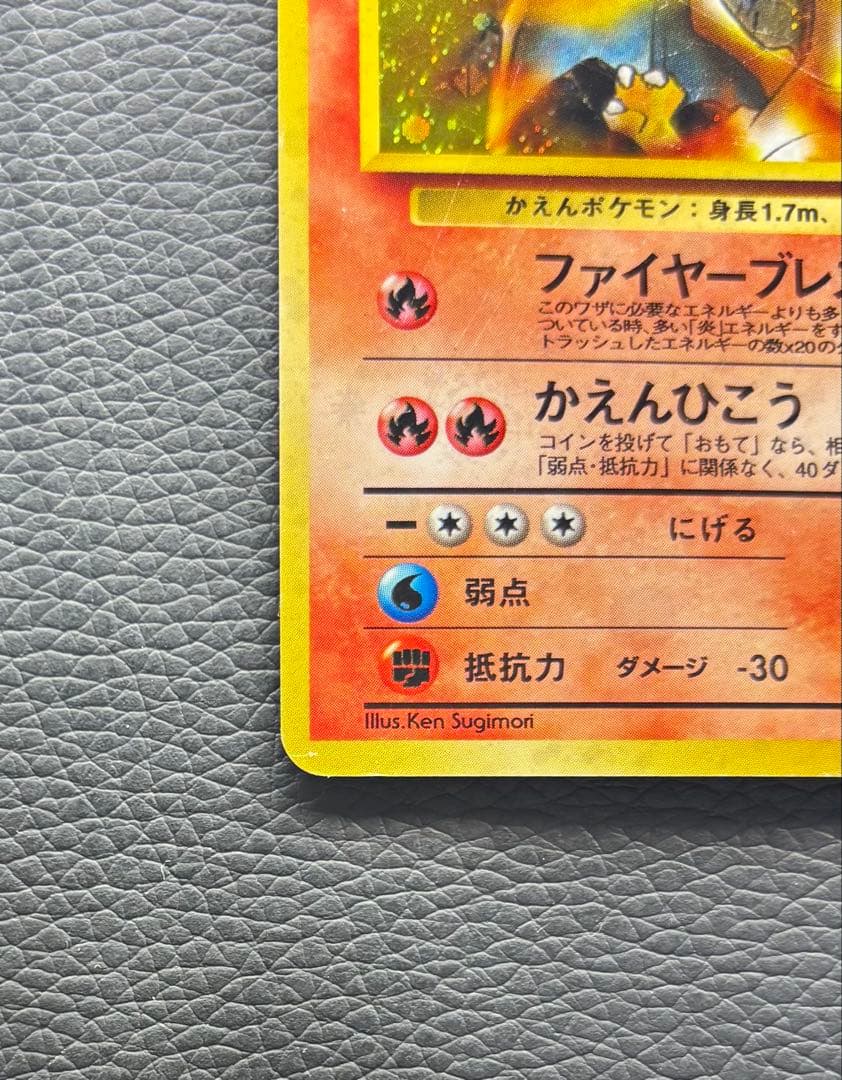 かえんポケモン：身長1.7m、
ファイヤーブレ
このワザに必要なエネルギーよりも多
ついている時、多い「炎」エネルギーをす
トラッシュしたエネルギーの数x20の
かえんひこう
コインを投げて「おもて」なら、相
「弱点･抵抗力」に関係なく、40ダ
にげる
弱点
抵抗力 ダメージ -30
Illus.Ken Sugimori